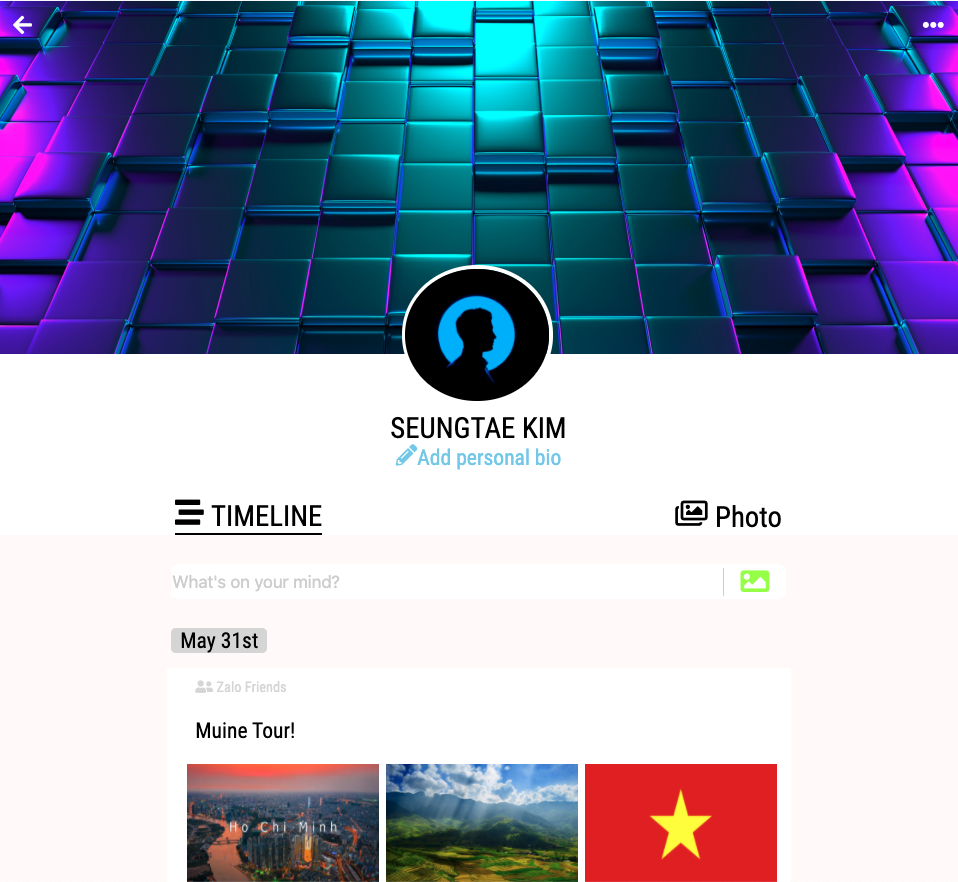 SEUNGTAE KIM
Add personal bio
TIMELINE
Photo
What's on your mind?
May 31st
Zalo Friends
Muine Tour!
Ho Chi Minh